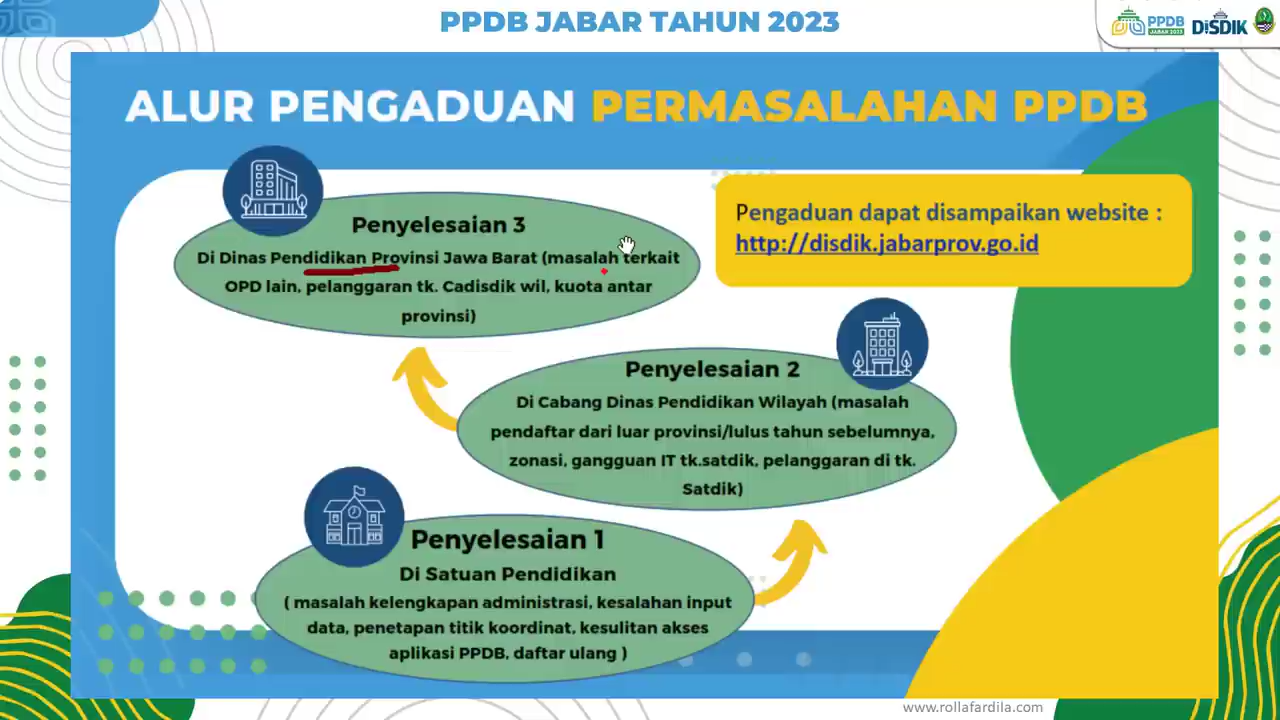 PPDB JABAR TAHUN 2023
PPDB
JABAR 2023
DISDIK
ALUR PENGADUAN PERMASALAHAN PPDB
Penyelesaian 3
Di Dinas Pendidikan Provinsi Jawa Barat (masalah terkait
OPD lain, pelanggaran tk. Cadisdik wil, kuota antar
provinsi)
Pengaduan dapat disampaikan website :
http://disdik.jabarprov.go.id
Penyelesaian 2
Di Cabang Dinas Pendidikan Wilayah (masalah
pendaftar dari luar provinsi/lulus tahun sebelumnya,
zonasi, gangguan IT tk.satdik, pelanggaran di tk.
Satdik)
Penyelesaian 1
Di Satuan Pendidikan
( masalah kelengkapan administrasi, kesalahan input
data, penetapan titik koordinat, kesulitan akses
aplikasi PPDB, daftar ulang )
www.rollafardila.com